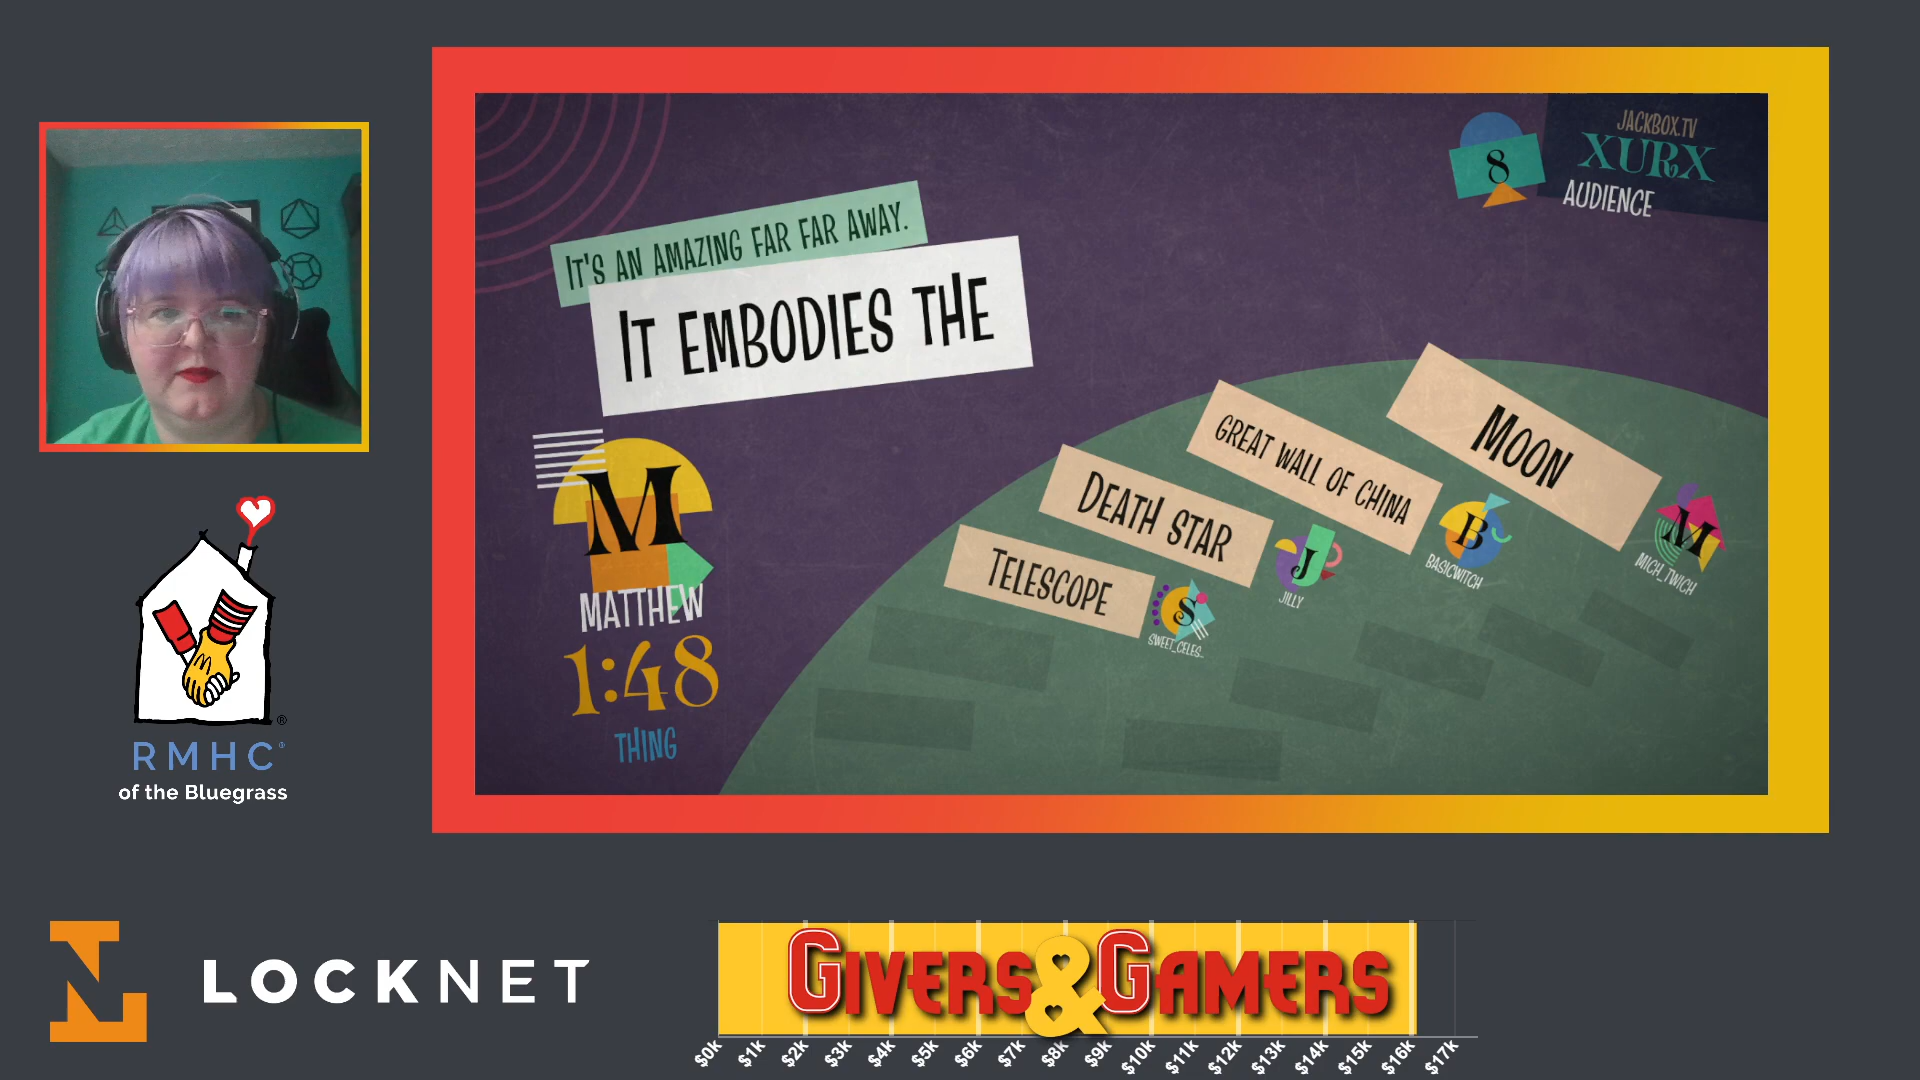 JACKBOX.TV
XURX
8
AUDIENCE
IT'S AN AMAZING FAR FAR AWAY.
IT EMBODIES THE
MOON
GREAT WALL OF CHINA
DEATH STAR
TELESCOPE
M
MICH_TWICH
B
BASICWITCH
J
JILLY
S
SWEET_CELES..
M
MATTHEW
1:48
THING
RMHC®
of the Bluegrass
LOCKNET
GIVERS & GAMERS
$0k $1k $2k $3k $4k $5k $6k $7k $8k $9k $10k $11k $12k $13k $14k $15k $16k $17k